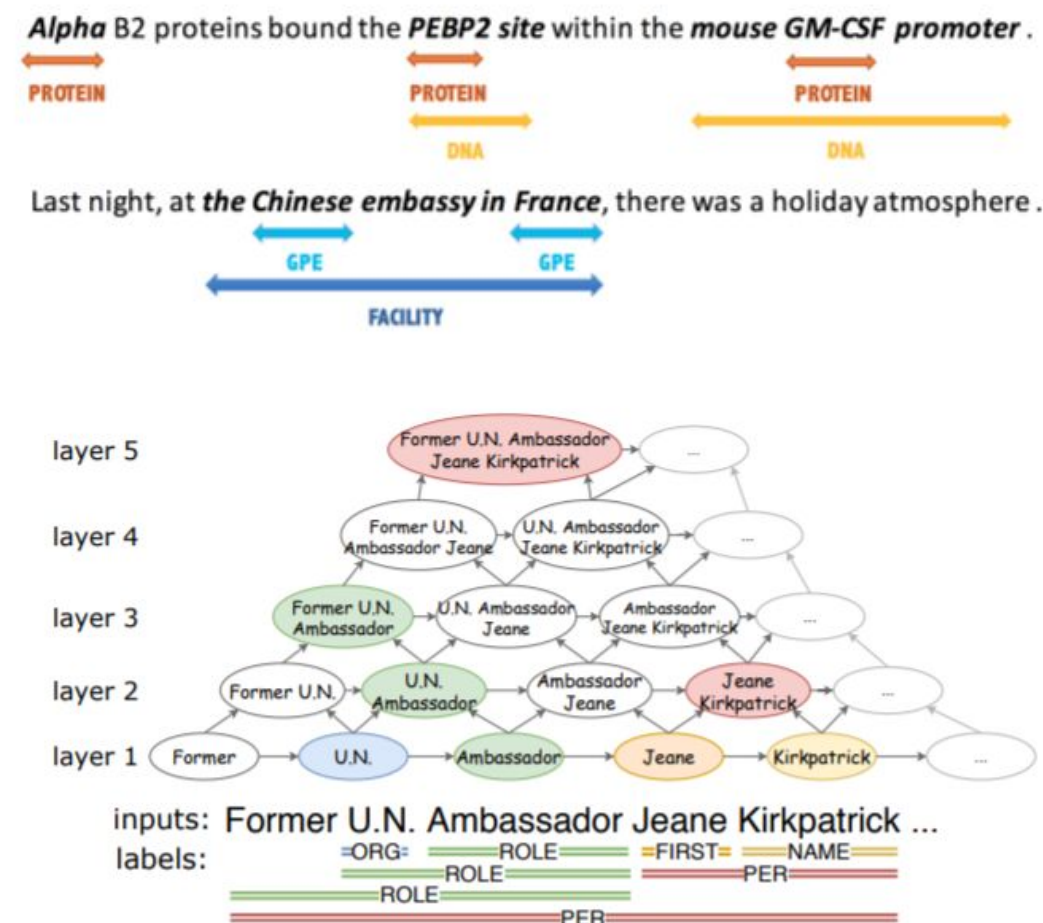 Alpha B2 proteins bound the PEBP2 site within the mouse GM-CSF promoter .
PROTEIN PROTEIN PROTEIN
DNA DNA
Last night, at the Chinese embassy in France, there was a holiday atmosphere .
GPE GPE
FACILITY
layer 5 Former U.N. Ambassador
Jeane Kirkpatrick ...
layer 4 Former U.N.
Ambassador Jeane U.N. Ambassador
Jeane Kirkpatrick ...
layer 3 Former U.N.
Ambassador U.N. Ambassador
Jeane Ambassador
Jeane Kirkpatrick ...
layer 2 Former U.N. U.N.
Ambassador Ambassador
Jeane Jeane
Kirkpatrick ...
layer 1 Former U.N. Ambassador Jeane Kirkpatrick ...
inputs: Former U.N. Ambassador Jeane Kirkpatrick ...
labels: ORG ROLE FIRST NAME
ROLE PER
ROLE
PER